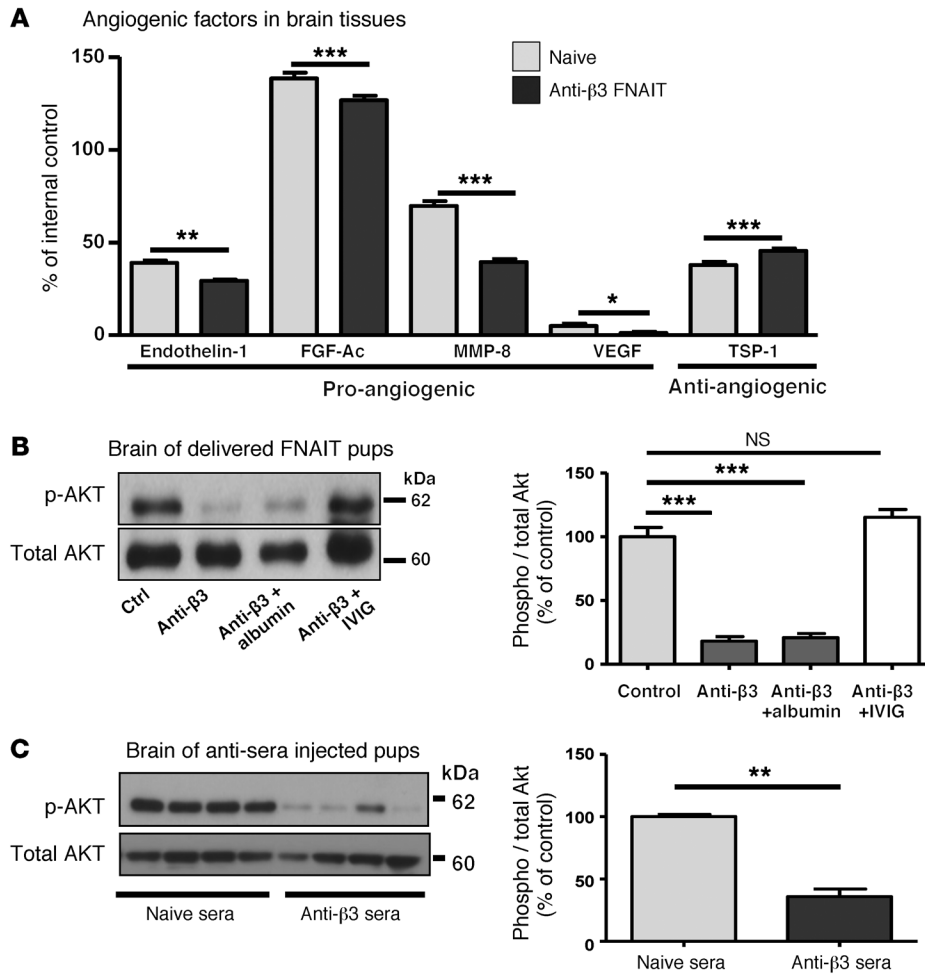 A
Angiogenic factors in brain tissues
% of internal control
150
100
50
0
Naive
Anti-β3 FNAIT
**
***
***
*
***
Endothelin-1 FGF-Ac MMP-8 VEGF TSP-1
Pro-angiogenic Anti-angiogenic
B
Brain of delivered FNAIT pups
kDa
p-AKT
62
Total AKT
60
Ctrl
Anti-β3
Anti-β3 +
albumin
Anti-β3 +
IVIG
Phospho / total Akt
(% of control)
150
100
50
0
NS
***
***
Control Anti-β3 Anti-β3 Anti-β3
+albumin +IVIG
C
Brain of anti-sera injected pups
kDa
p-AKT
62
Total AKT
60
Naive sera Anti-β3 sera
Phospho / total Akt
(% of control)
150
100
50
0
**
Naive sera Anti-β3 sera